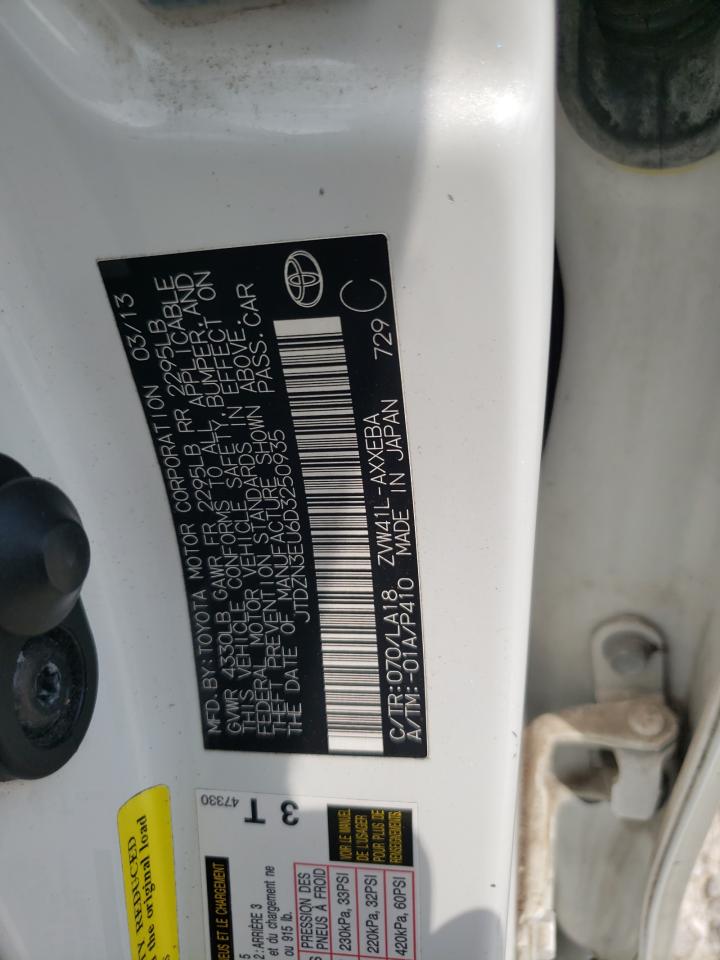 MFD. BY: TOYOTA MOTOR CORPORATION 03/13
GVWR 4330LB GAWR FR 2295LB RR 2295LB
THIS VEHICLE CONFORMS TO ALL APPLICABLE
FEDERAL MOTOR VEHICLE SAFETY, BUMPER, AND
THEFT PREVENTION STANDARDS IN EFFECT ON
THE DATE OF MANUFACTURE SHOWN ABOVE.
JTDZN3EU6D3250935 PASS. CAR
C/TR: 070/LA18 ZVW41L-AXXEBA 729
A/TM: -01A/P410 MADE IN JAPAN C
Y REDUCED
the original load
47330
3 T
NEUS ET LE CHARGEMENT
5
2: ARRIÈRE 3
et du chargement ne
ou 915 lb.
PRESSION DES
PNEUS À FROID
230kPa, 33PSI
220kPa, 32PSI
420kPa, 60PSI
VOIR LE MANUEL
DE L'USAGER
POUR PLUS DE
RENSEIGNEMENTS